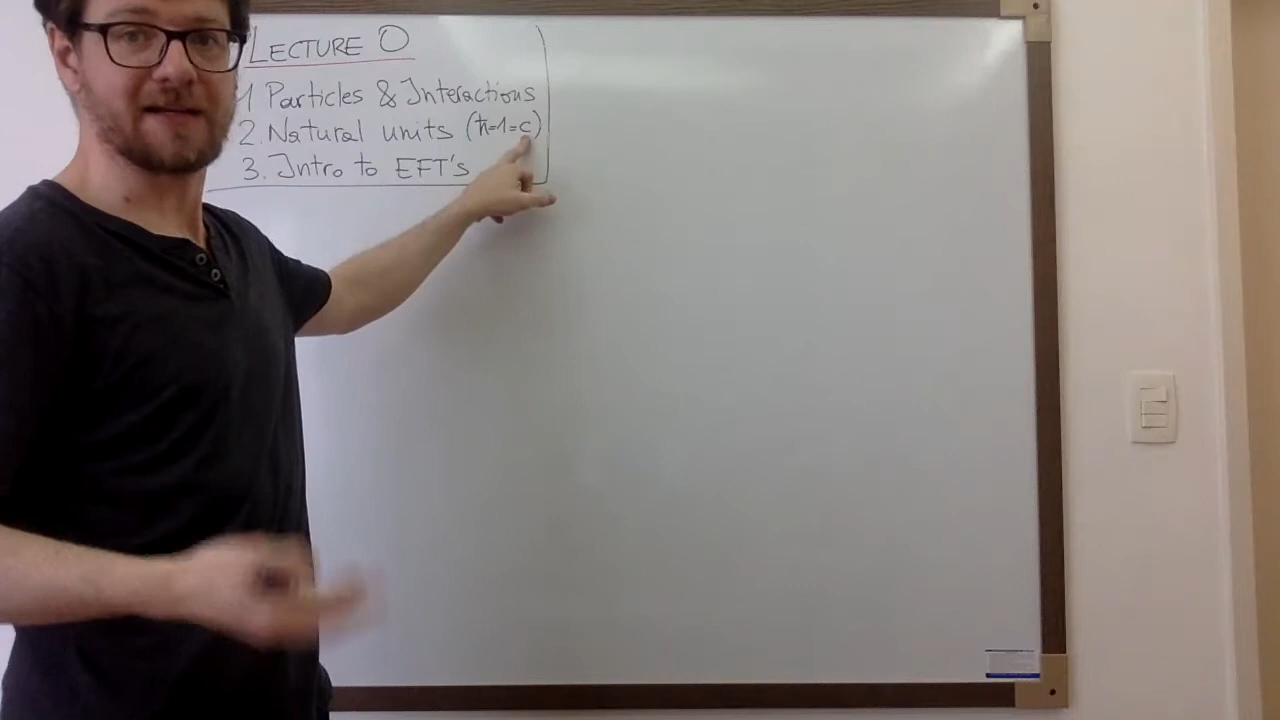 LECTURE 0
1 Particles & Interactions
2. Natural units (ħ=1=c)
3. Intro to EFT's